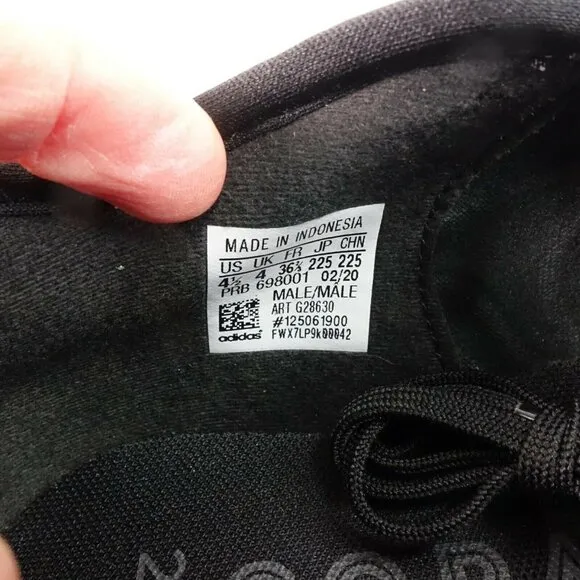 MADE IN INDONESIA
US UK FR JP CHN
4½ 4 36⅔ 225 225
PRB 698001 02/20
MALE/MÂLE
ART G28630
#125061900
adidas FWX7LP9k00042